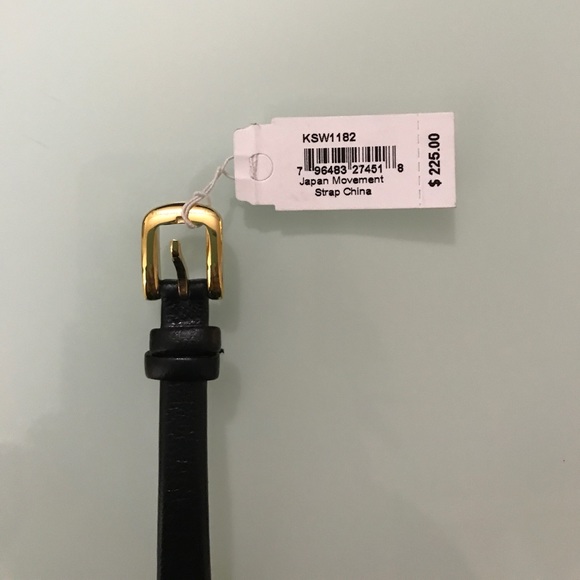 KSW1182
7 96483 27451 8
Japan Movement
Strap China
$ 225.00